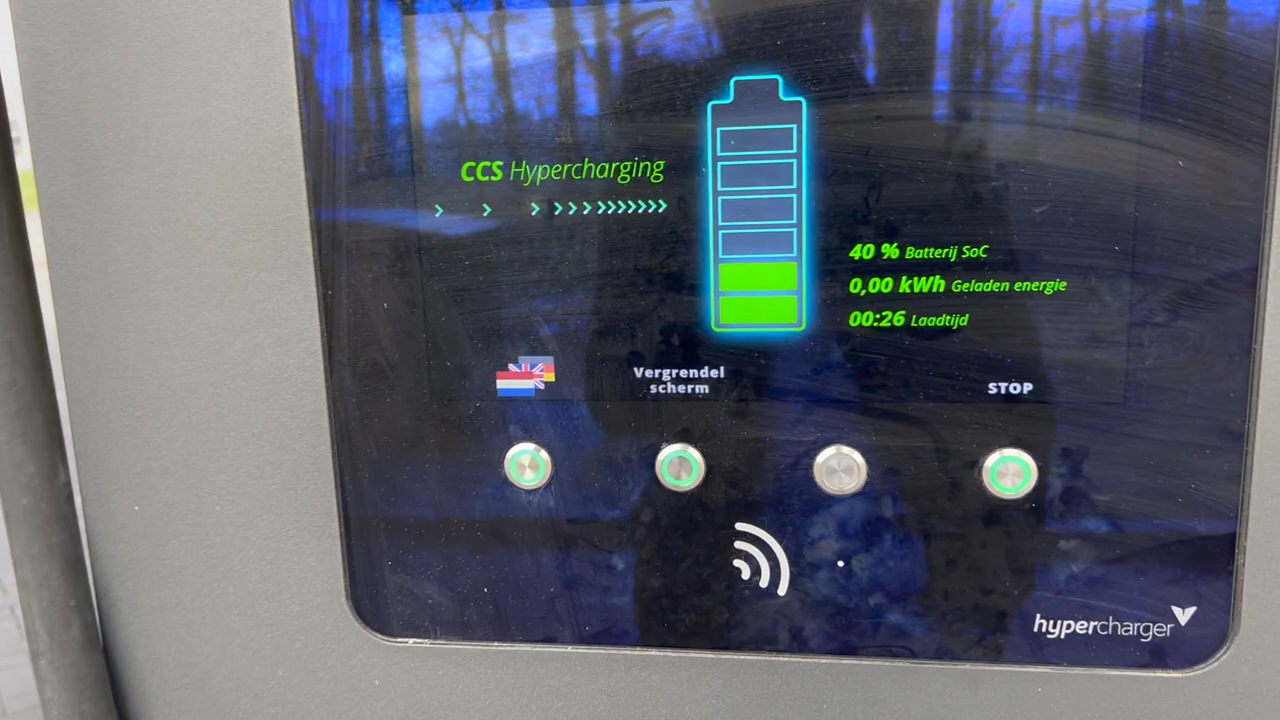 CCS Hypercharging
40 % Batterij SoC
0,00 kWh Geladen energie
00:26 Laadtijd
Vergrendel
scherm
STOP
hypercharger